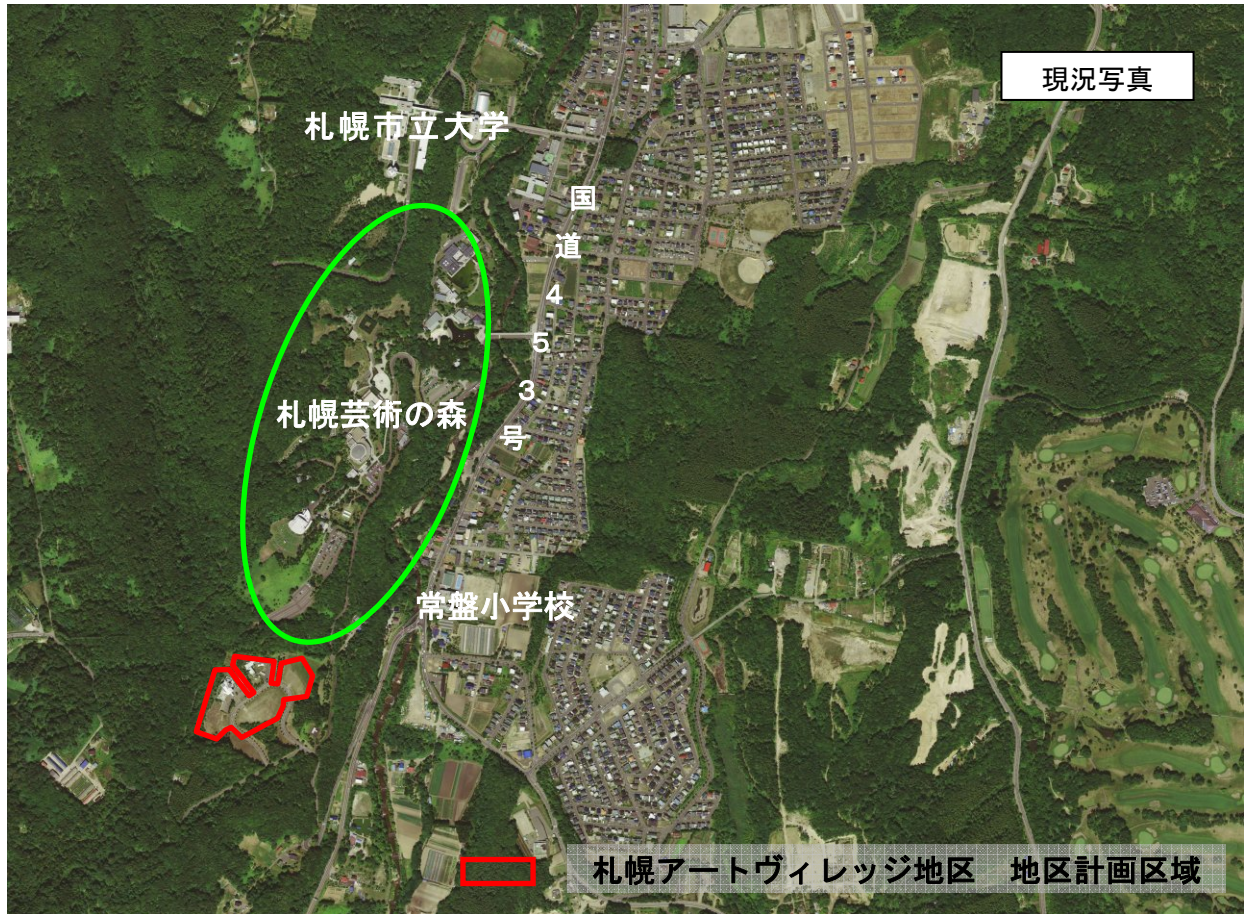 現況写真
札幌市立大学
国道453号
札幌芸術の森
常盤小学校
札幌アートヴィレッジ地区　地区計画区域